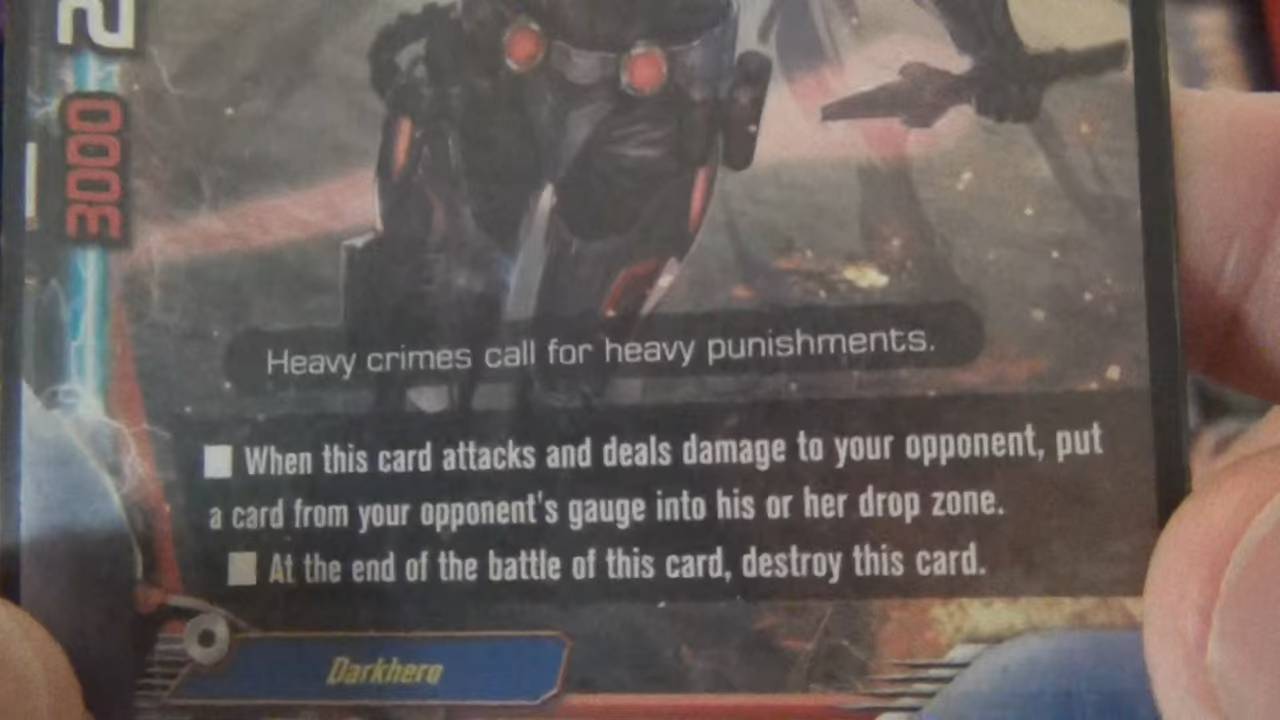 2
3000
Heavy crimes call for heavy punishments.
■ When this card attacks and deals damage to your opponent, put
a card from your opponent's gauge into his or her drop zone.
■ At the end of the battle of this card, destroy this card.
Darkhero